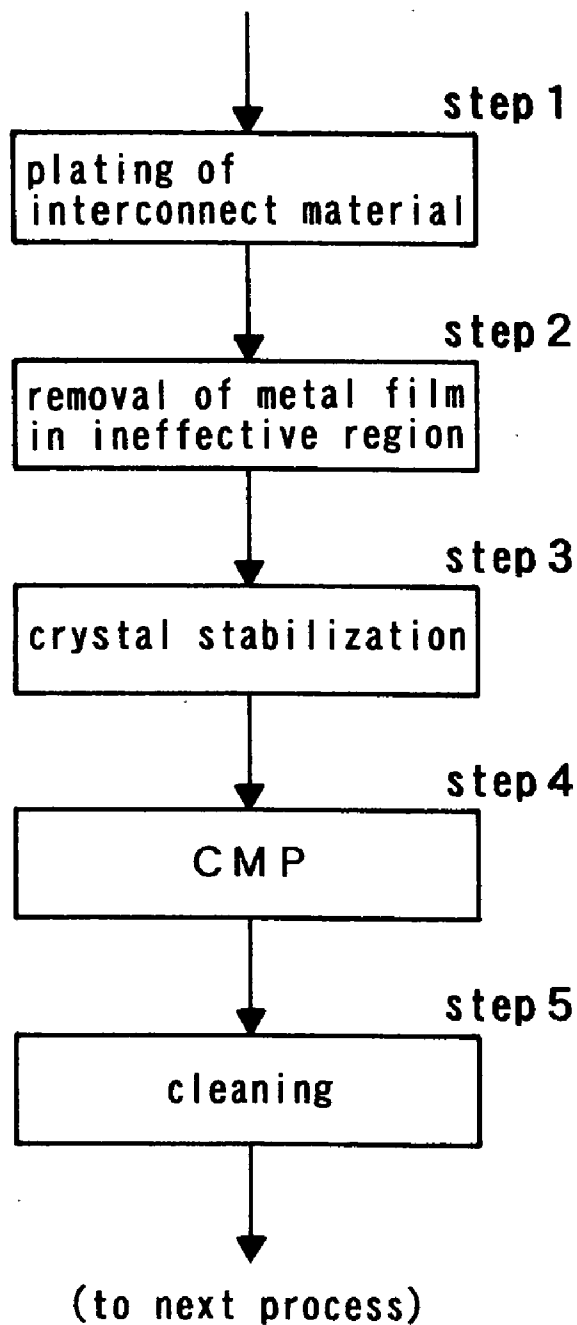 step 1
plating of
interconnect material
step 2
removal of metal film
in ineffective region
step 3
crystal stabilization
step 4
CMP
step 5
cleaning
(to next process)